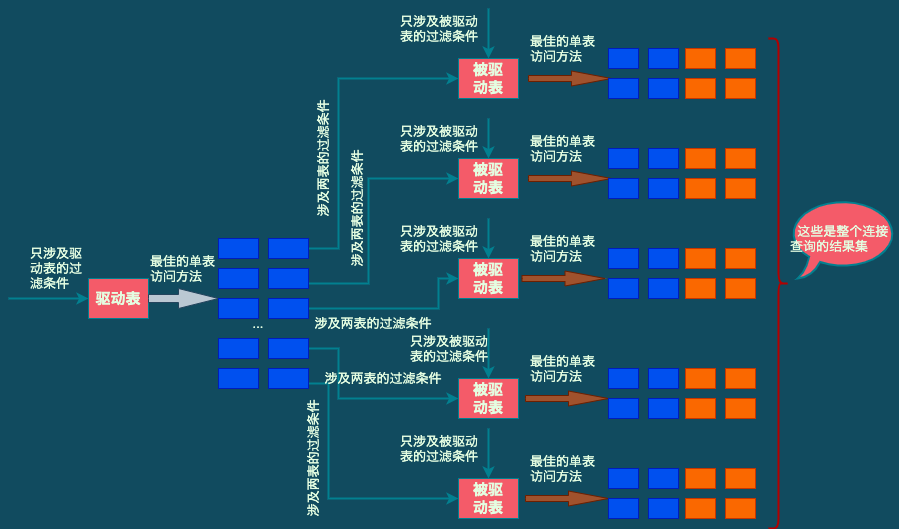 只涉及驱
动表的过
滤条件
驱动表
最佳的单表
访问方法
...
涉及两表的过滤条件
涉及两表的过滤条件
涉及两表的过滤条件
涉及两表的过滤条件
涉及两表的过滤条件
只涉及被驱动
表的过滤条件
被驱
动表
最佳的单表
访问方法
只涉及被驱动
表的过滤条件
被驱
动表
最佳的单表
访问方法
只涉及被驱动
表的过滤条件
被驱
动表
最佳的单表
访问方法
只涉及被驱动
表的过滤条件
被驱
动表
最佳的单表
访问方法
只涉及被驱动
表的过滤条件
被驱
动表
最佳的单表
访问方法
这些是整个连接
查询的结果集